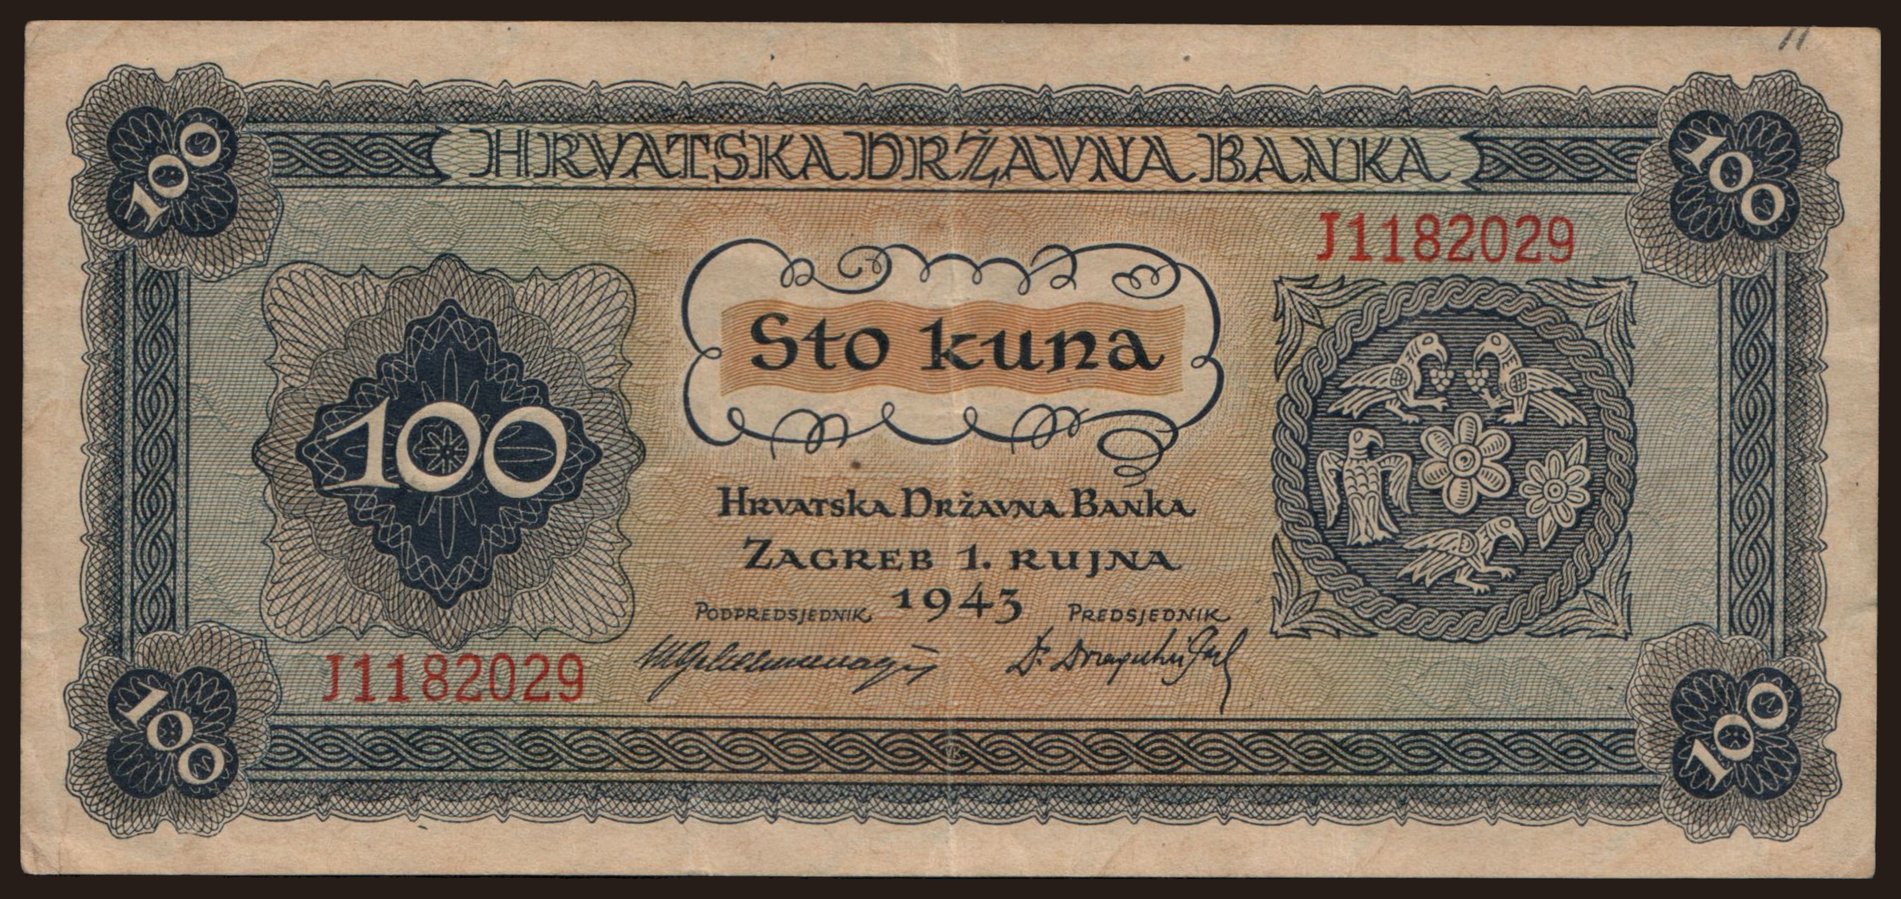 100
HRVATSKA DRŽAVNA BANKA
100
J1182029
Sto kuna
100
Hrvatska Državna Banka
Zagreb 1. rujna
1943
Podpredsjednik
Predsjednik
J1182029
100
100